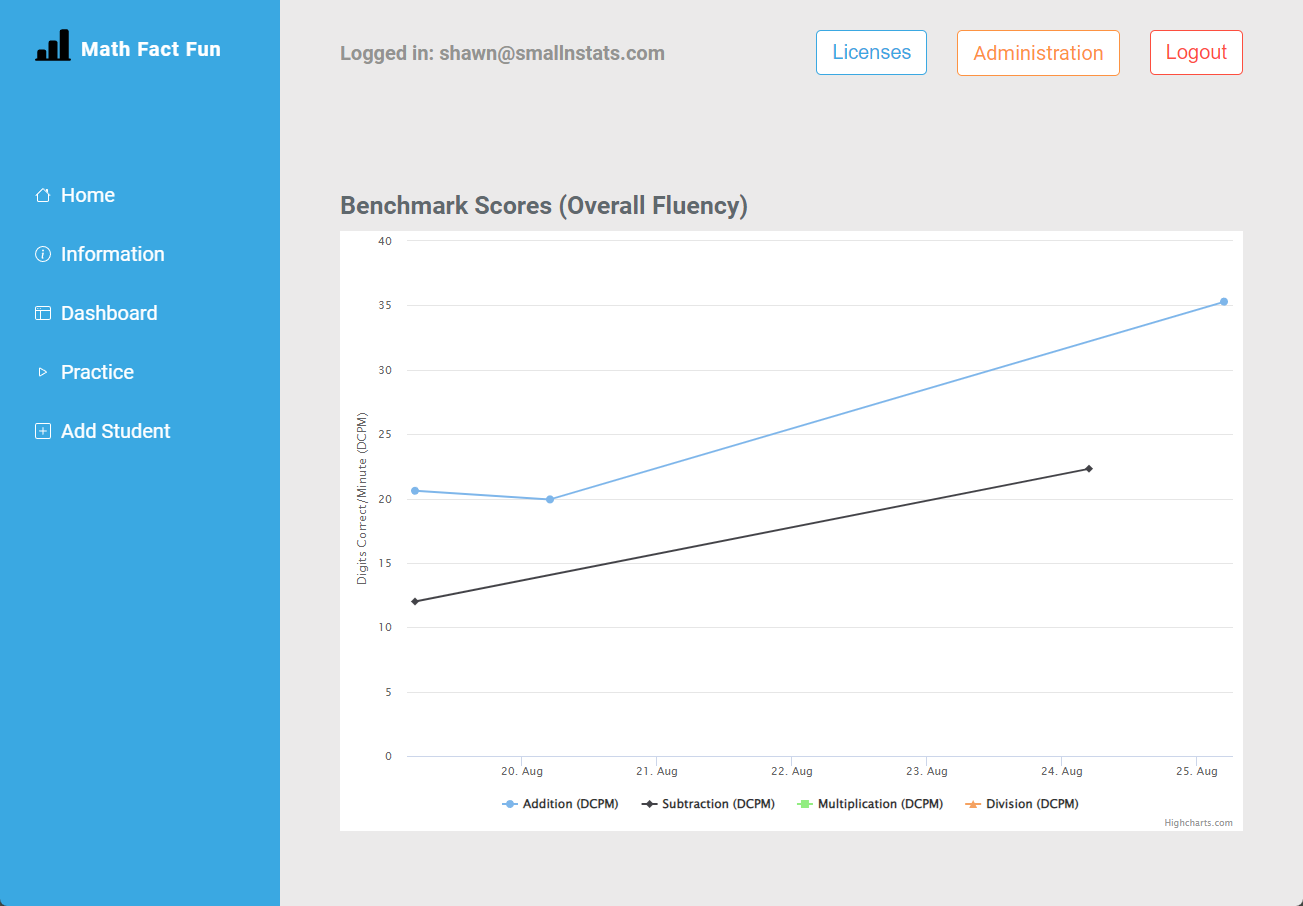 Math Fact Fun
Logged in: shawn@smallnstats.com
Licenses
Administration
Logout
Home
Information
Dashboard
Practice
Add Student
Benchmark Scores (Overall Fluency)
Digits Correct/Minute (DCPM)
40
35
30
25
20
15
10
5
0
20. Aug
21. Aug
22. Aug
23. Aug
24. Aug
25. Aug
Addition (DCPM)
Subtraction (DCPM)
Multiplication (DCPM)
Division (DCPM)
Highcharts.com